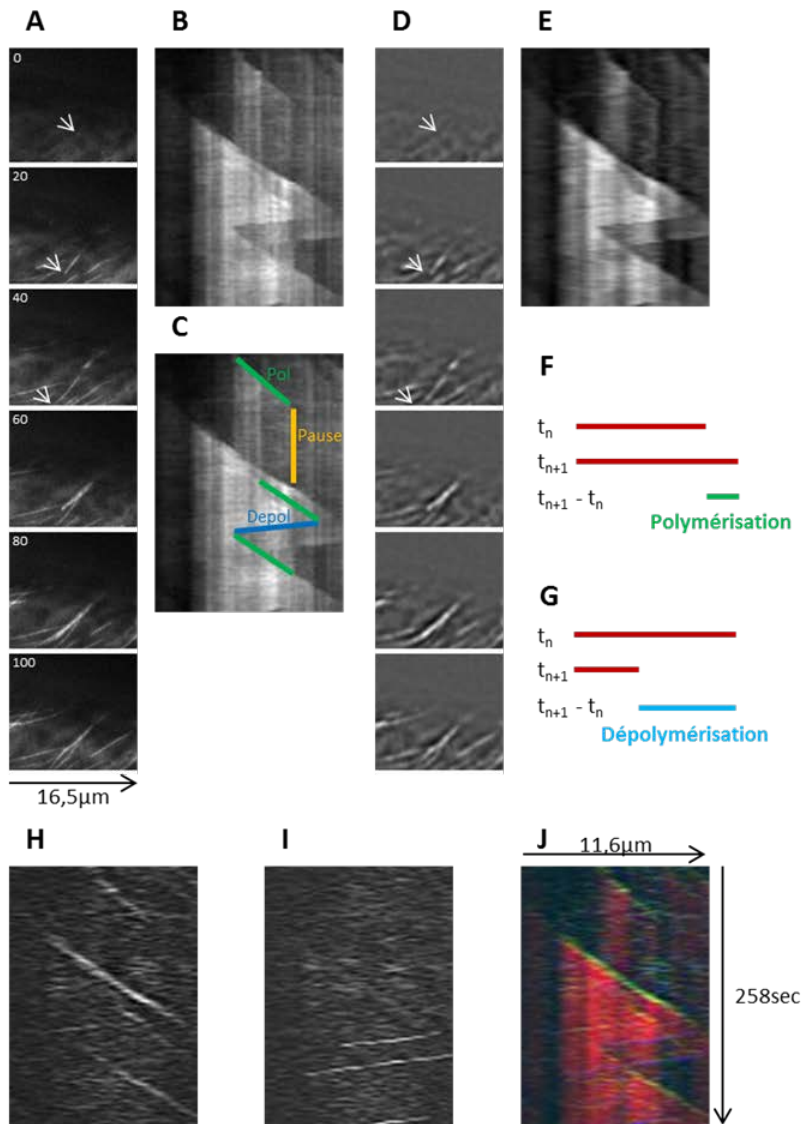 A
B
D
E
0
20
40
60
80
100
16,5µm
C
Pol
Pause
Depol
F
tn
tn+1
tn+1 - tn
Polymérisation
G
tn
tn+1
tn+1 - tn
Dépolymérisation
H
I
J
11,6µm
258sec